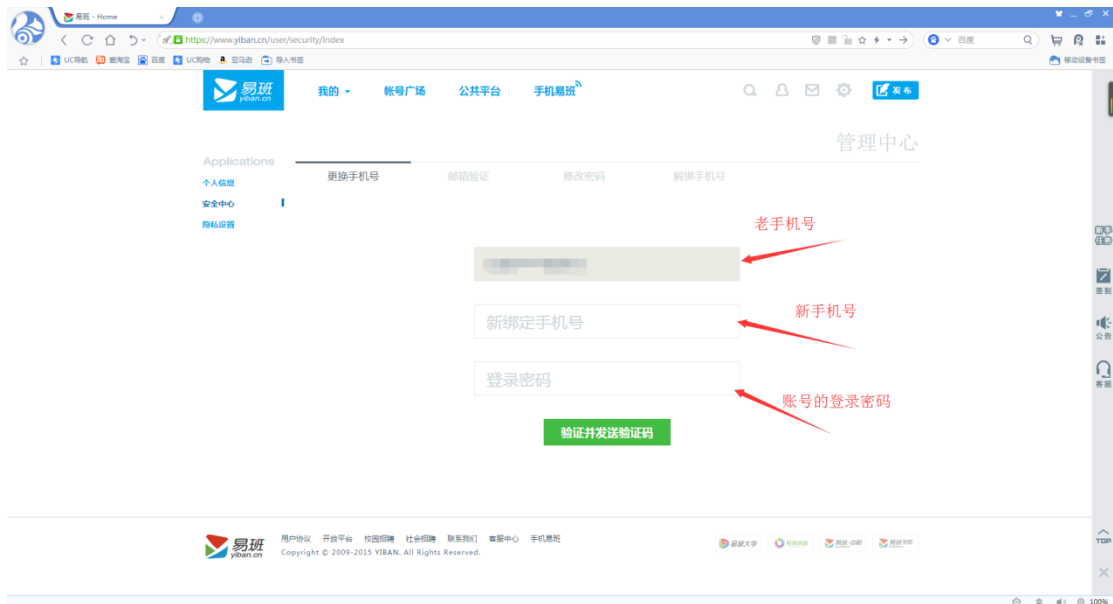 易班 - Home
https://www.yiban.cn/user/security/index
百度
UC导航 爱淘宝 百度 UC购物 亚马逊 导入书签
移动设备书签
易班
yiban.cn
我的 帐号广场 公共平台 手机易班
发布
管理中心
Applications
个人信息
安全中心
隐私设置
更换手机号 邮箱验证 修改密码 解绑手机号
老手机号
新绑定手机号
新手机号
登录密码
账号的登录密码
验证并发送验证码
新手
任务
签到
公告
客服
TOP
易班
yiban.cn
用户协议 开放平台 校园招聘 社会招聘 联系我们 客服中心 手机易班
Copyright © 2009-2015 YIBAN. All Rights Reserved.
易班大学
100%